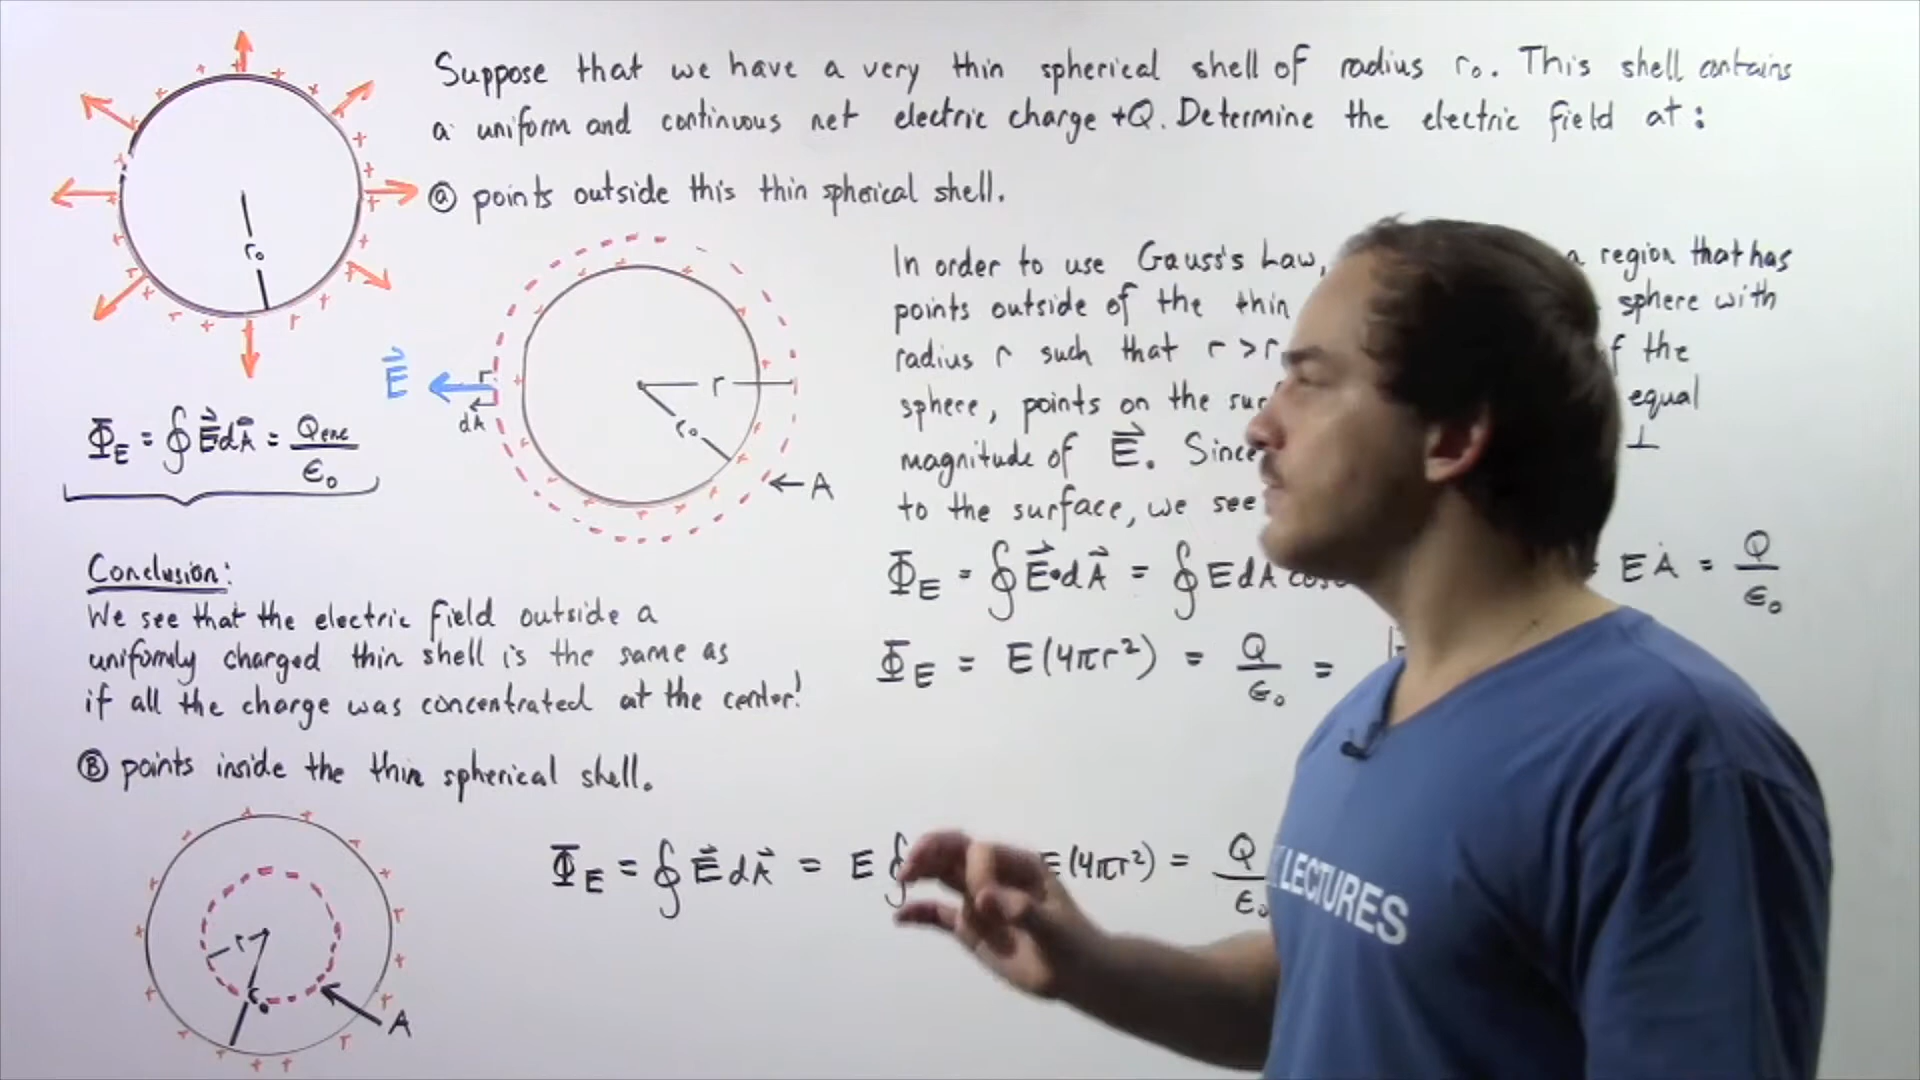 Suppose that we have a very thin spherical shell of radius r₀. This shell contains
a uniform and continuous net electric charge +Q. Determine the electric field at:
ⓐ points outside this thin spherical shell.
r₀
E⃗
dA
r
r₀
A
Φ_E = ∮ E⃗ dA⃗ = Qenc / ε₀
In order to use Gauss's Law, a region that has
points outside of the thin sphere with
radius r such that r > r f the
sphere, points on the sur equal
magnitude of E⃗. Since ⊥
to the surface, we see
Φ_E = ∮ E⃗ • dA⃗ = ∮ E dA cos = E A = Q / ε₀
Φ_E = E (4πr²) = Q / ε₀ =
Conclusion:
We see that the electric field outside a
uniformly charged thin shell is the same as
if all the charge was concentrated at the center!
Ⓑ points inside the thin spherical shell.
r
r₀
A
Φ_E = ∮ E⃗ dA⃗ = E ∮ E (4πr²) = Q / ε₀
LECTURES